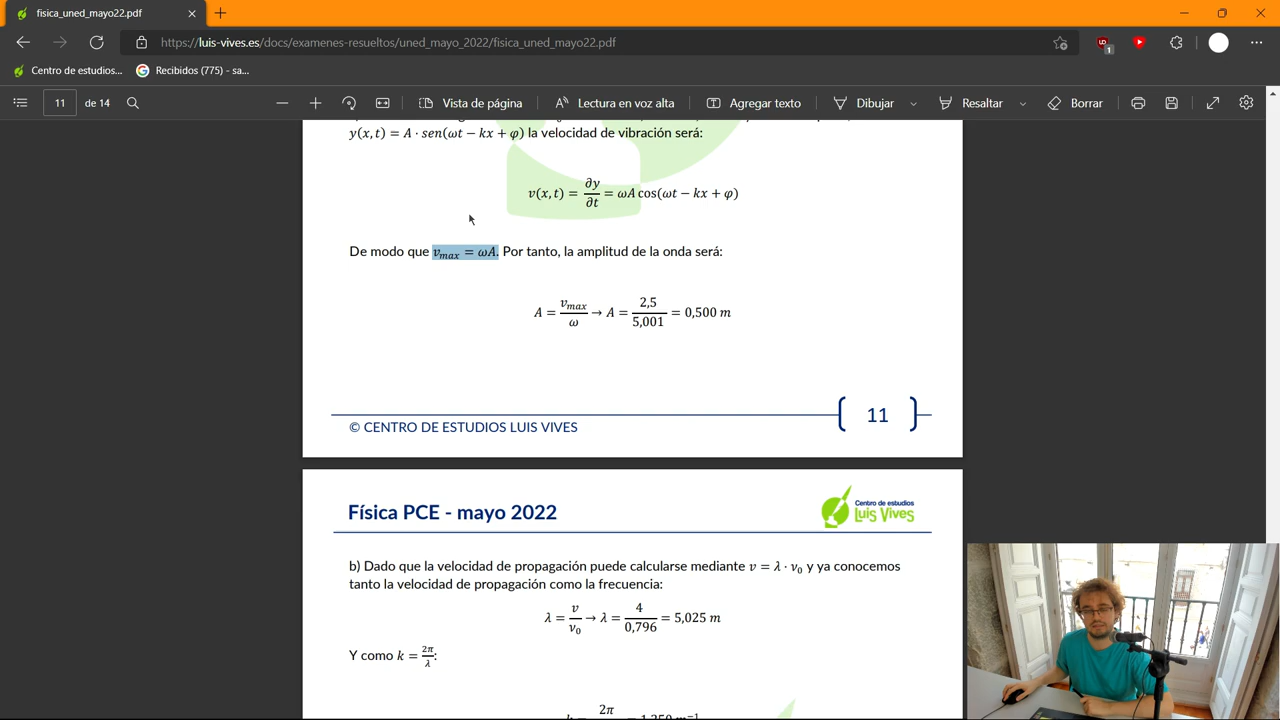 fisica_uned_mayo22.pdf
https://luis-vives.es/docs/examenes-resueltos/uned_mayo_2022/fisica_uned_mayo22.pdf
1
Centro de estudios...
Recibidos (775) - sa...
11 de 14
Vista de página
Lectura en voz alta
Agregar texto
Dibujar
Resaltar
Borrar
y(x, t) = A · sen(ωt − kx + φ) la velocidad de vibración será:
v(x, t) = ∂y/∂t = ωA cos(ωt − kx + φ)
De modo que v_max = ωA. Por tanto, la amplitud de la onda será:
A = v_max/ω → A = 2,5/5,001 = 0,500 m
11
© CENTRO DE ESTUDIOS LUIS VIVES
Física PCE - mayo 2022
Centro de estudios
Luis Vives
b) Dado que la velocidad de propagación puede calcularse mediante v = λ · ν₀ y ya conocemos
tanto la velocidad de propagación como la frecuencia:
λ = v/ν₀ → λ = 4/0,796 = 5,025 m
Y como k = 2π/λ:
2π